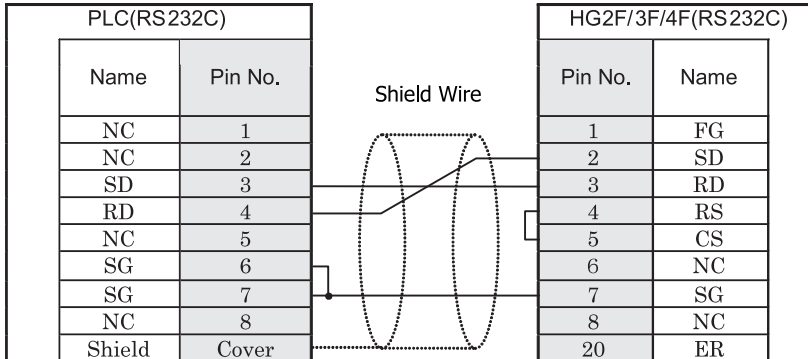 PLC(RS232C) HG2F/3F/4F(RS232C)
Name Pin No. Shield Wire Pin No. Name
NC 1 1 FG
NC 2 2 SD
SD 3 3 RD
RD 4 4 RS
NC 5 5 CS
SG 6 6 NC
SG 7 7 SG
NC 8 8 NC
Shield Cover 20 ER